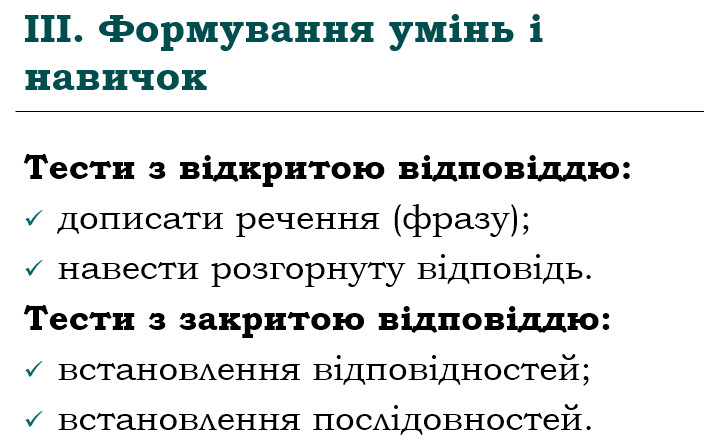 III. Формування умінь і
навичок
Тести з відкритою відповіддю:
✓ дописати речення (фразу);
✓ навести розгорнуту відповідь.
Тести з закритою відповіддю:
✓ встановлення відповідностей;
✓ встановлення послідовностей.